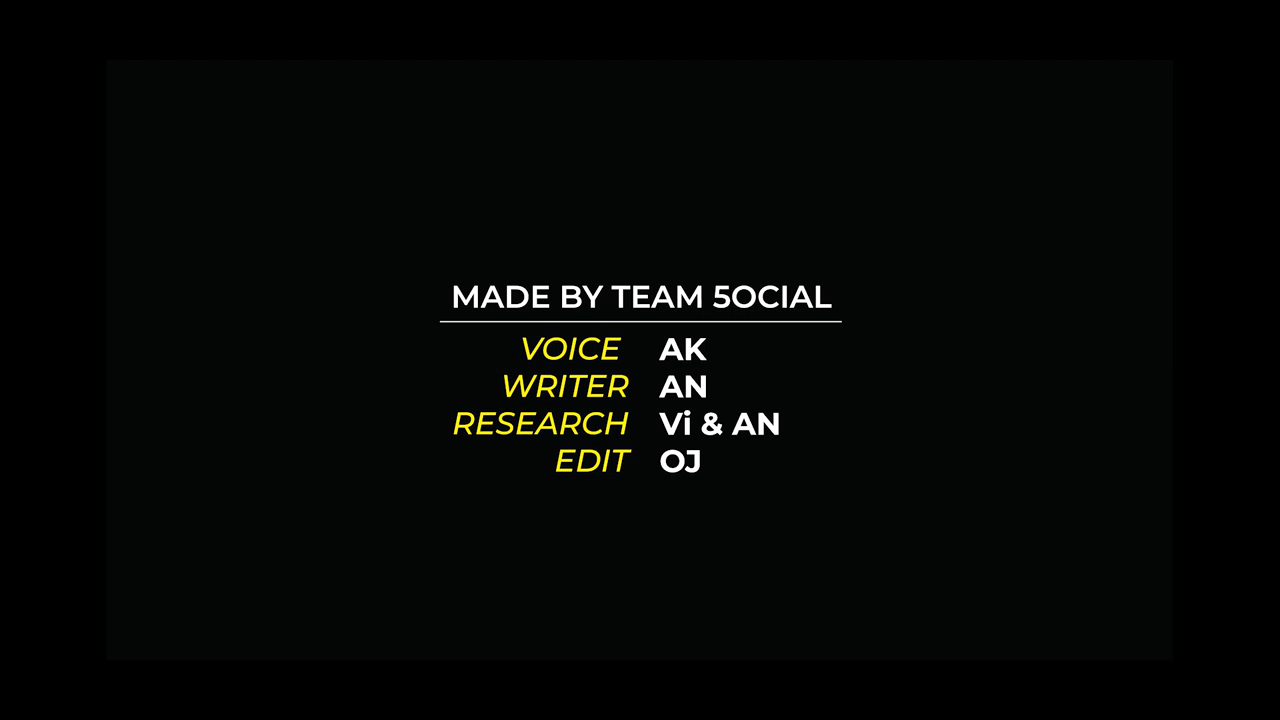 MADE BY TEAM 5OCIAL
VOICE AK
WRITER AN
RESEARCH Vi & AN
EDIT OJ